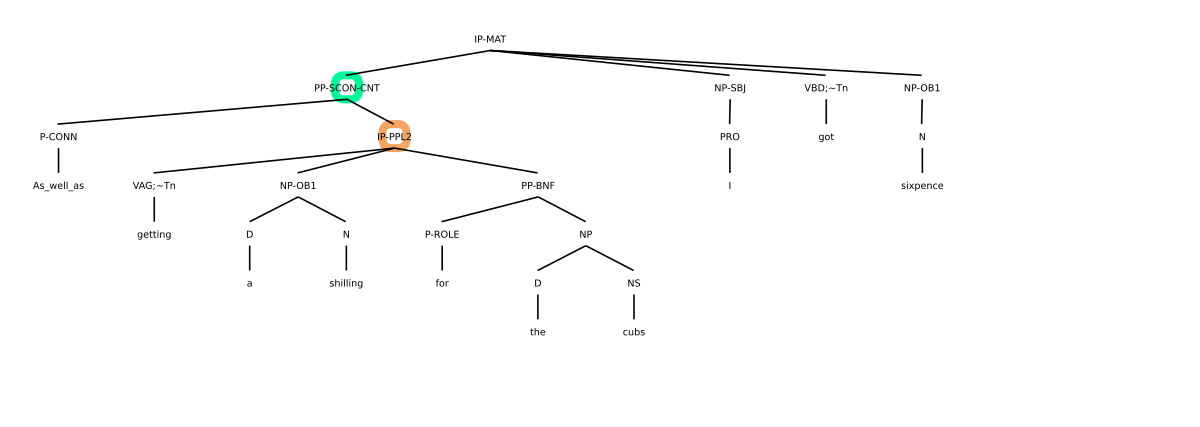 IP-MAT
PP-SCON-CNT NP-SBJ VBD;~Tn NP-OB1
P-CONN IP-PPL2 PRO got N
As_well_as VAG;~Tn NP-OB1 PP-BNF I sixpence
getting D N P-ROLE NP
a shilling for D NS
the cubs